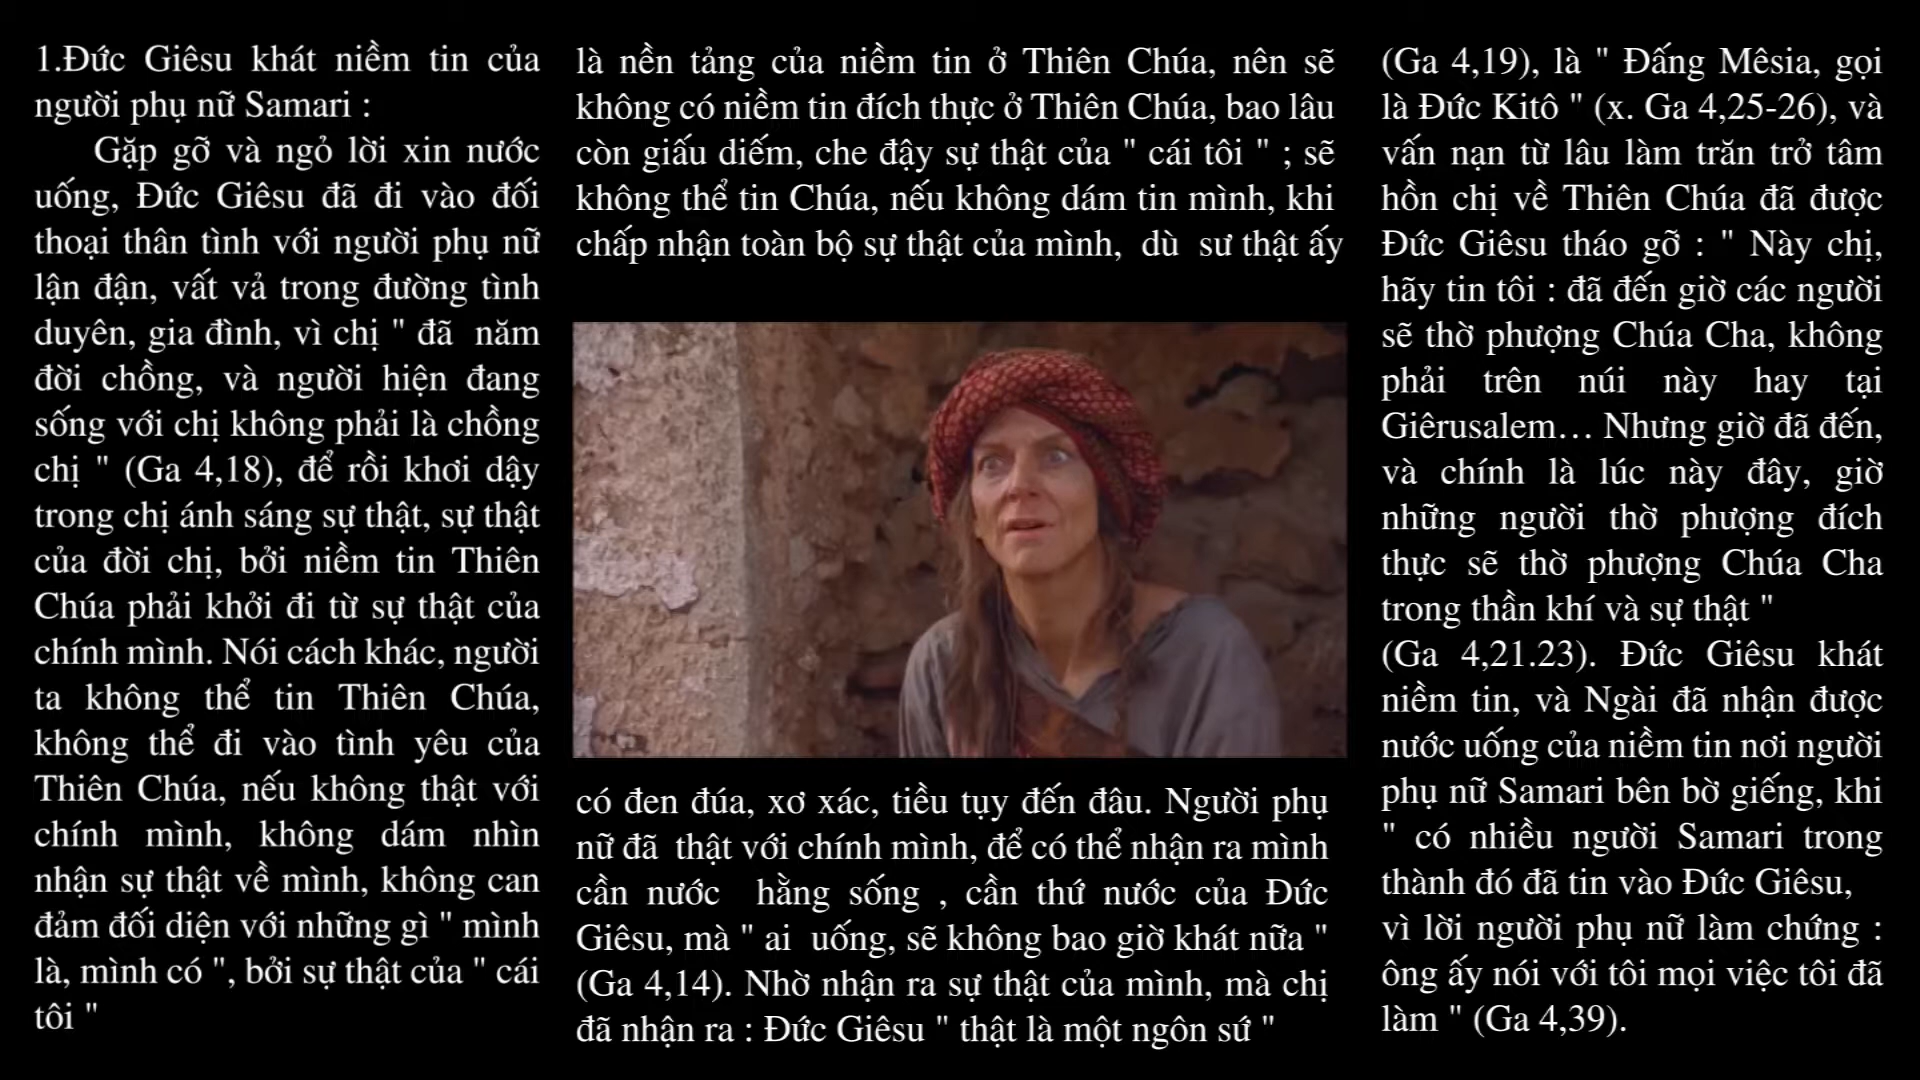 1.Đức Giêsu khát niềm tin của
người phụ nữ Samari :
Gặp gỡ và ngỏ lời xin nước
uống, Đức Giêsu đã đi vào đối
thoại thân tình với người phụ nữ
lận đận, vất vả trong đường tình
duyên, gia đình, vì chị " đã  năm
đời chồng, và người hiện đang
sống với chị không phải là chồng
chị " (Ga 4,18), để rồi khơi dậy
trong chị ánh sáng sự thật, sự thật
của đời chị, bởi niềm tin Thiên
Chúa phải khởi đi từ sự thật của
chính mình. Nói cách khác, người
ta không thể tin Thiên Chúa,
không thể đi vào tình yêu của
Thiên Chúa, nếu không thật với
chính mình, không dám nhìn
nhận sự thật về mình, không can
đảm đối diện với những gì " mình
là, mình có ", bởi sự thật của " cái
tôi "
là nền tảng của niềm tin ở Thiên Chúa, nên sẽ
không có niềm tin đích thực ở Thiên Chúa, bao lâu
còn giấu diếm, che đậy sự thật của " cái tôi " ; sẽ
không thể tin Chúa, nếu không dám tin mình, khi
chấp nhận toàn bộ sự thật của mình,  dù  sư thật ấy
có đen đúa, xơ xác, tiều tụy đến đâu. Người phụ
nữ đã  thật với chính mình, để có thể nhận ra mình
cần nước  hằng sống , cần thứ nước của Đức
Giêsu, mà " ai  uống, sẽ không bao giờ khát nữa "
(Ga 4,14). Nhờ nhận ra sự thật của mình, mà chị
đã nhận ra : Đức Giêsu " thật là một ngôn sứ "
(Ga 4,19), là " Đấng Mêsia, gọi
là Đức Kitô " (x. Ga 4,25-26), và
vấn nạn từ lâu làm trăn trở tâm
hồn chị về Thiên Chúa đã được
Đức Giêsu tháo gỡ : " Này chị,
hãy tin tôi : đã đến giờ các người
sẽ thờ phượng Chúa Cha, không
phải trên núi này hay tại
Giêrusalem… Nhưng giờ đã đến,
và chính là lúc này đây, giờ
những người thờ phượng đích
thực sẽ thờ phượng Chúa Cha
trong thần khí và sự thật "
(Ga 4,21.23). Đức Giêsu khát
niềm tin, và Ngài đã nhận được
nước uống của niềm tin nơi người
phụ nữ Samari bên bờ giếng, khi
" có nhiều người Samari trong
thành đó đã tin vào Đức Giêsu,
vì lời người phụ nữ làm chứng :
ông ấy nói với tôi mọi việc tôi đã
làm " (Ga 4,39).